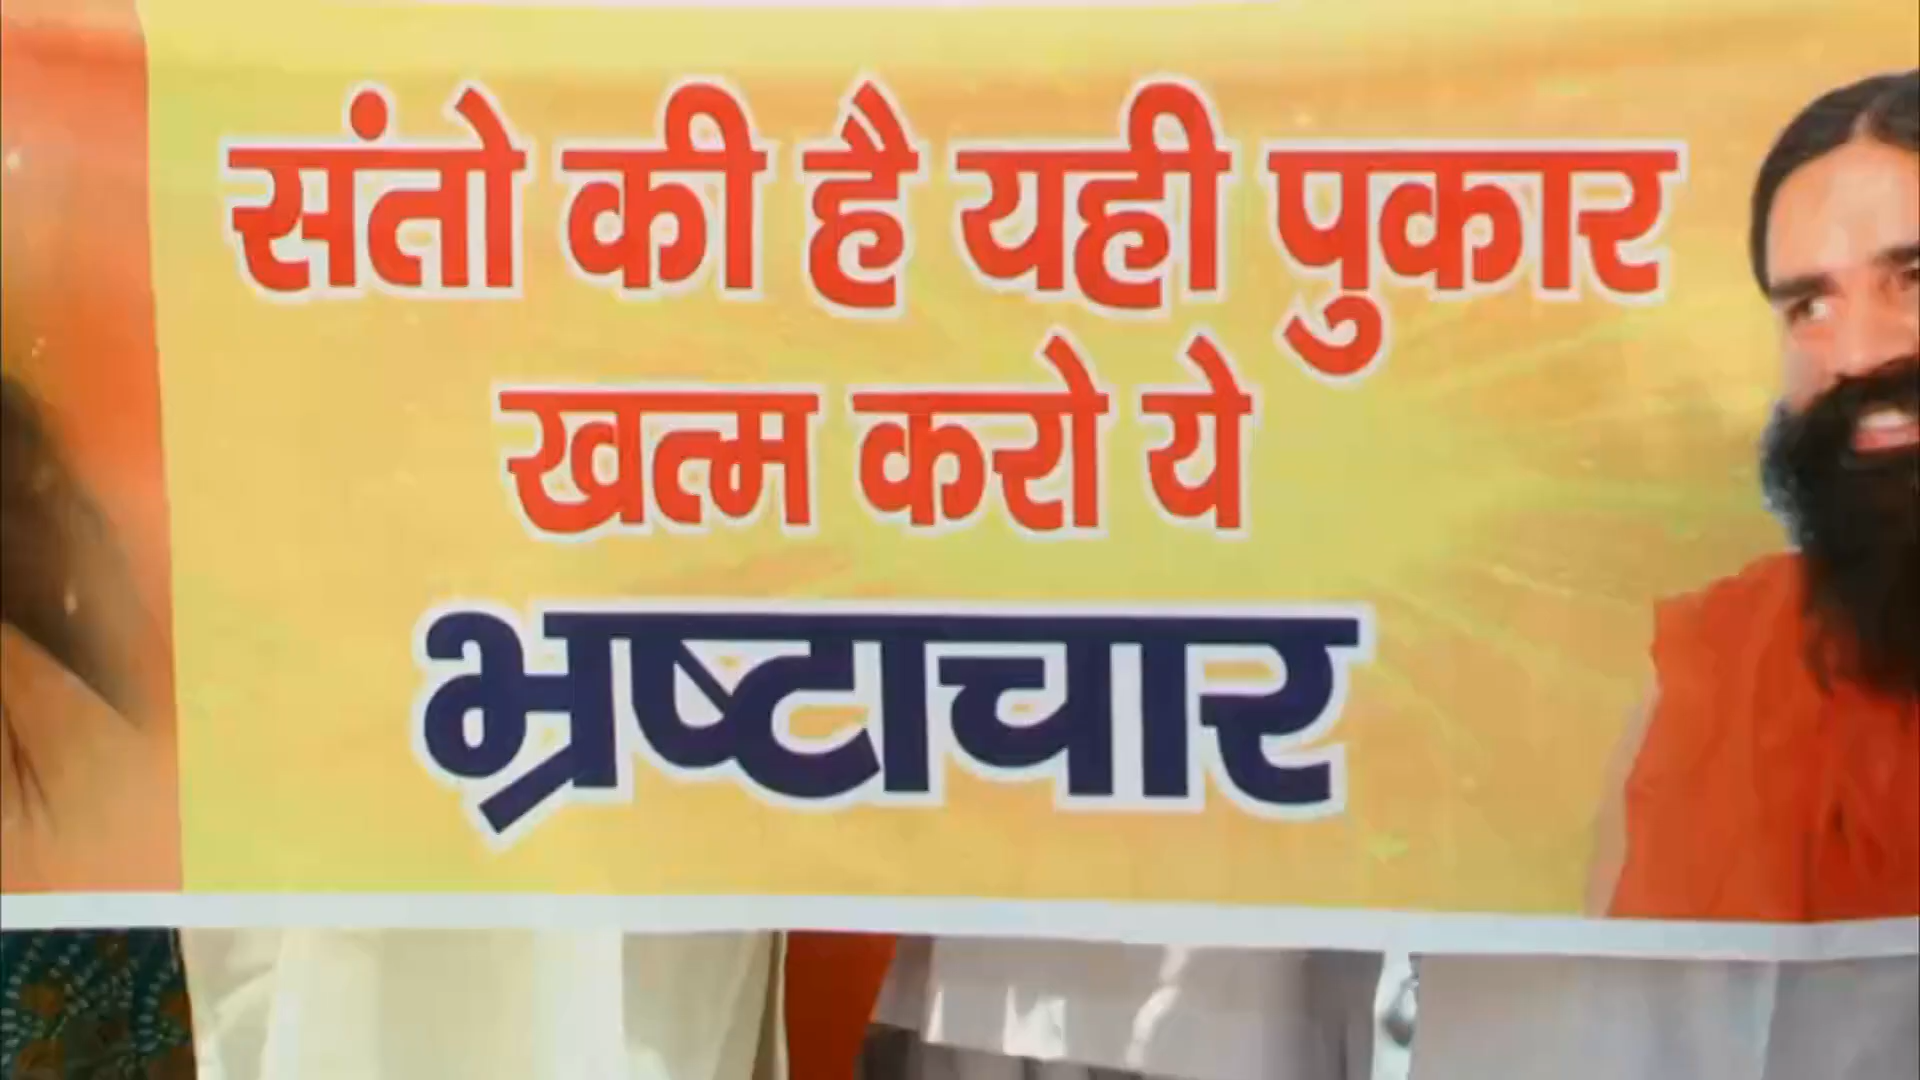 संतो की है यही पुकार
खत्म करो ये
भ्रष्टाचार